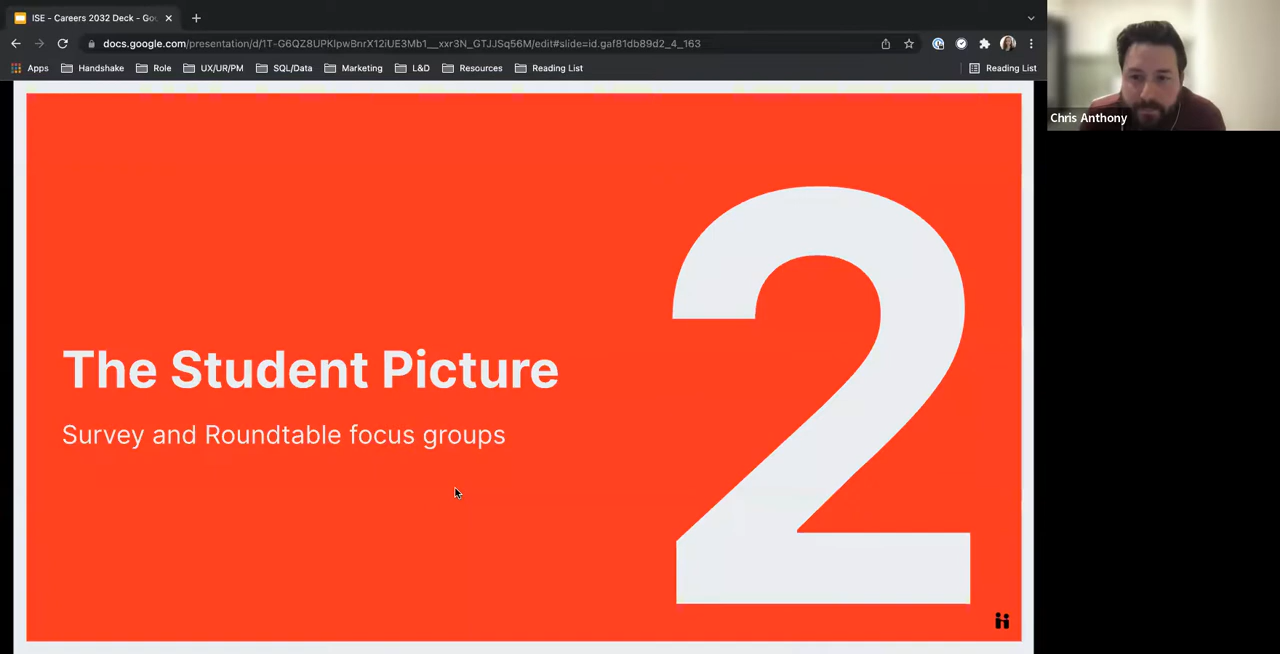 ISE - Careers 2032 Deck - Go
docs.google.com/presentation/d/1T-G6QZ8UPKlpwBnrX12iUE3Mb1__xxr3N_GTJJSq56M/edit#slide=id.gaf81db89d2_4_163
Apps Handshake Role UX/UR/PM SQL/Data Marketing L&D Resources Reading List Reading List
Chris Anthony
2
The Student Picture
Survey and Roundtable focus groups